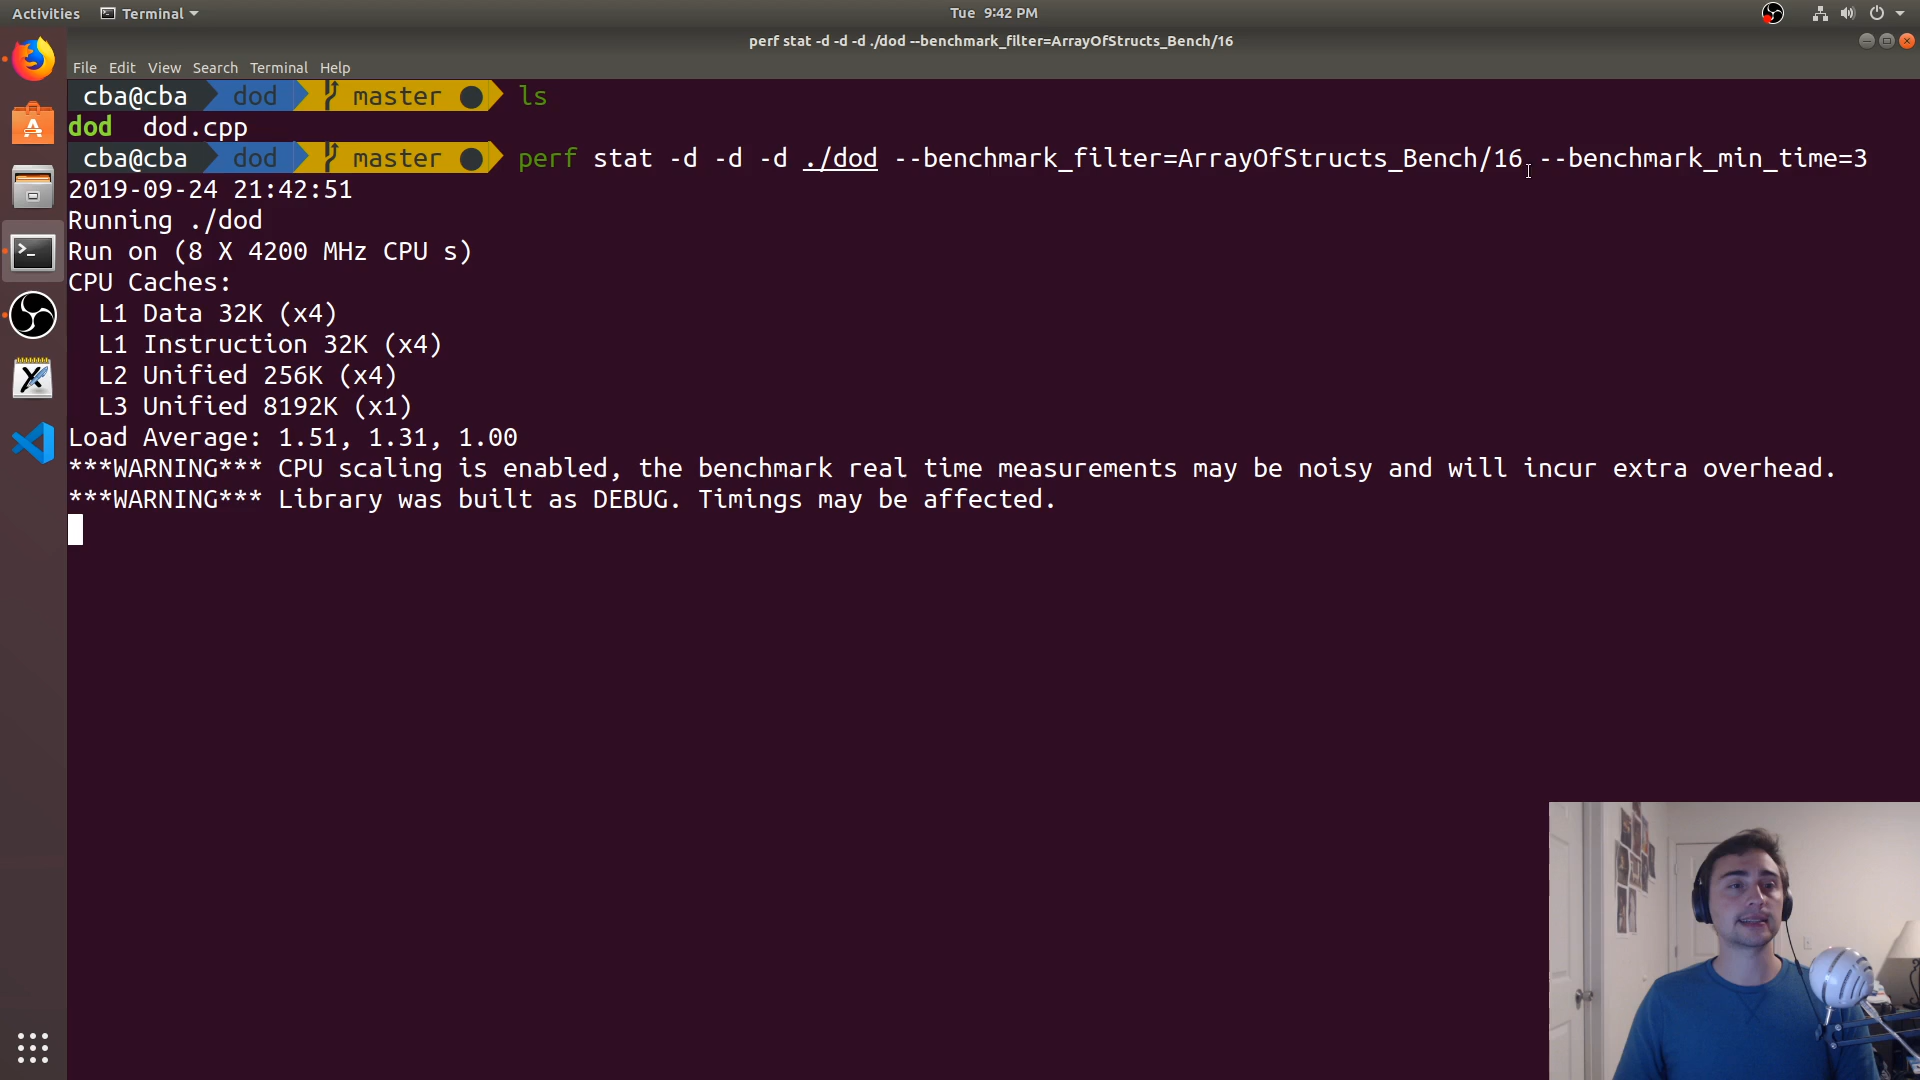 Activities Terminal Tue 9:42 PM
perf stat -d -d -d ./dod --benchmark_filter=ArrayOfStructs_Bench/16
File Edit View Search Terminal Help
cba@cba dod master ls
dod dod.cpp
cba@cba dod master perf stat -d -d -d ./dod --benchmark_filter=ArrayOfStructs_Bench/16 --benchmark_min_time=3
2019-09-24 21:42:51
Running ./dod
Run on (8 X 4200 MHz CPU s)
CPU Caches:
L1 Data 32K (x4)
L1 Instruction 32K (x4)
L2 Unified 256K (x4)
L3 Unified 8192K (x1)
Load Average: 1.51, 1.31, 1.00
***WARNING*** CPU scaling is enabled, the benchmark real time measurements may be noisy and will incur extra overhead.
***WARNING*** Library was built as DEBUG. Timings may be affected.